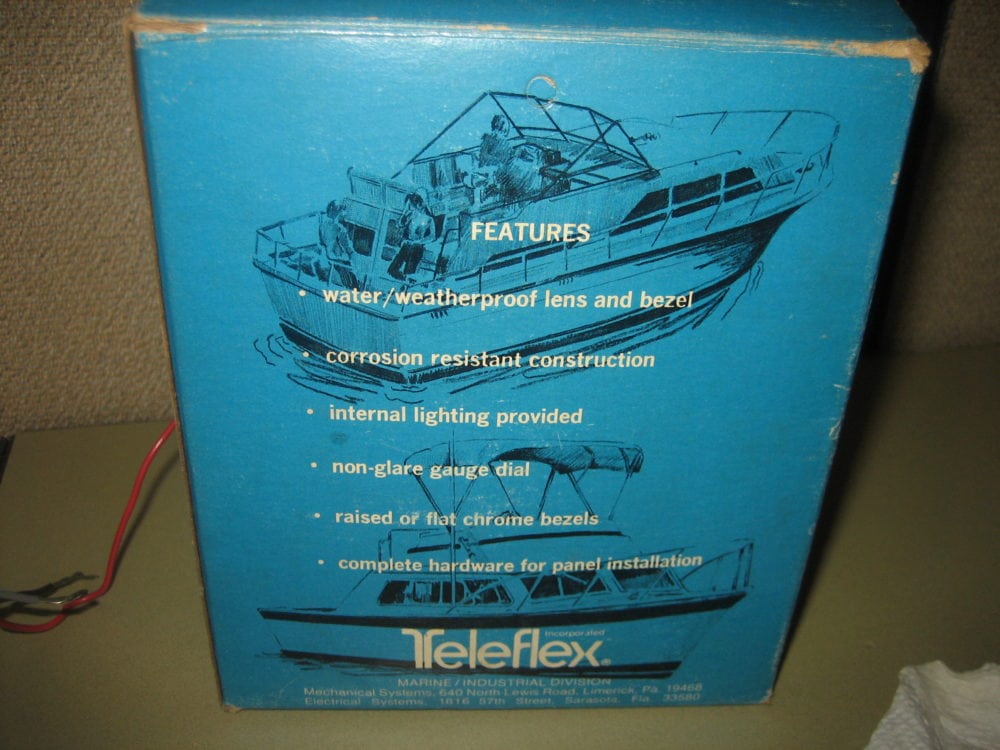 FEATURES
• water/weatherproof lens and bezel
• corrosion resistant construction
• internal lighting provided
• non-glare gauge dial
• raised or flat chrome bezels
• complete hardware for panel installation
Incorporated
Teleflex®
MARINE / INDUSTRIAL DIVISION
Mechanical Systems, 640 North Lewis Road, Limerick, Pa 19468
Electrical Systems, 1816 57th Street, Sarasota, Fla. 33580